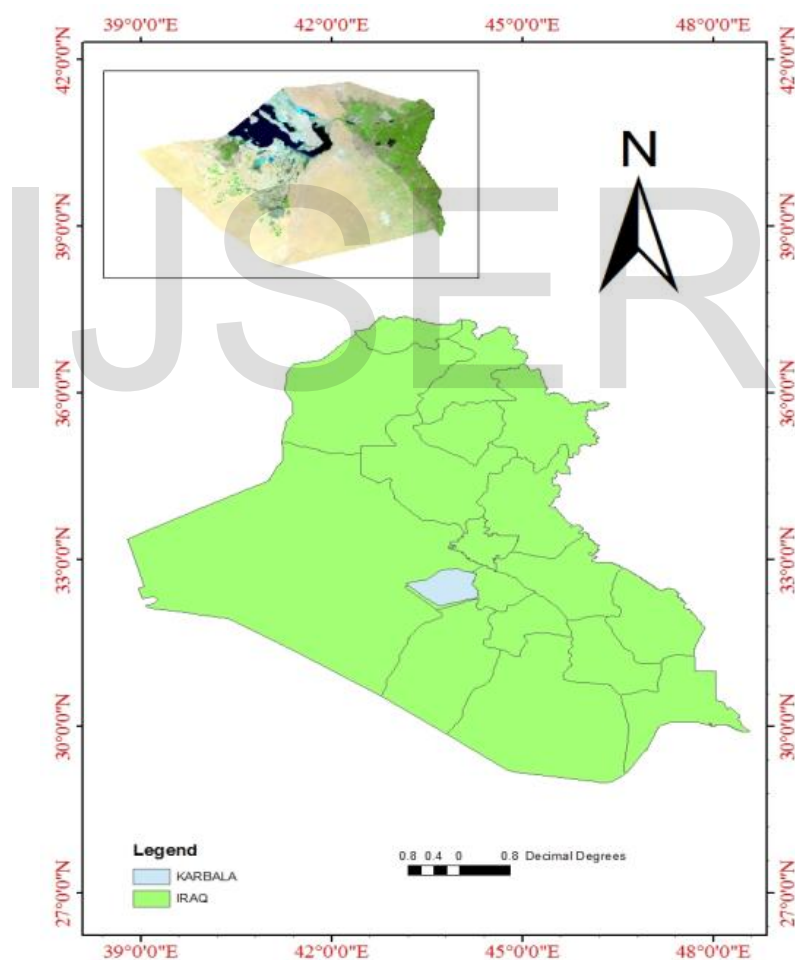 39°0'0"E 42°0'0"E 45°0'0"E 48°0'0"E
42°0'0"N 42°0'0"N
N
IJSER
39°0'0"N 39°0'0"N
36°0'0"N 36°0'0"N
33°0'0"N 33°0'0"N
30°0'0"N 30°0'0"N
Legend
KARBALA
IRAQ
0.8 0.4 0 0.8 Decimal Degrees
27°0'0"N 27°0'0"N
39°0'0"E 42°0'0"E 45°0'0"E 48°0'0"E